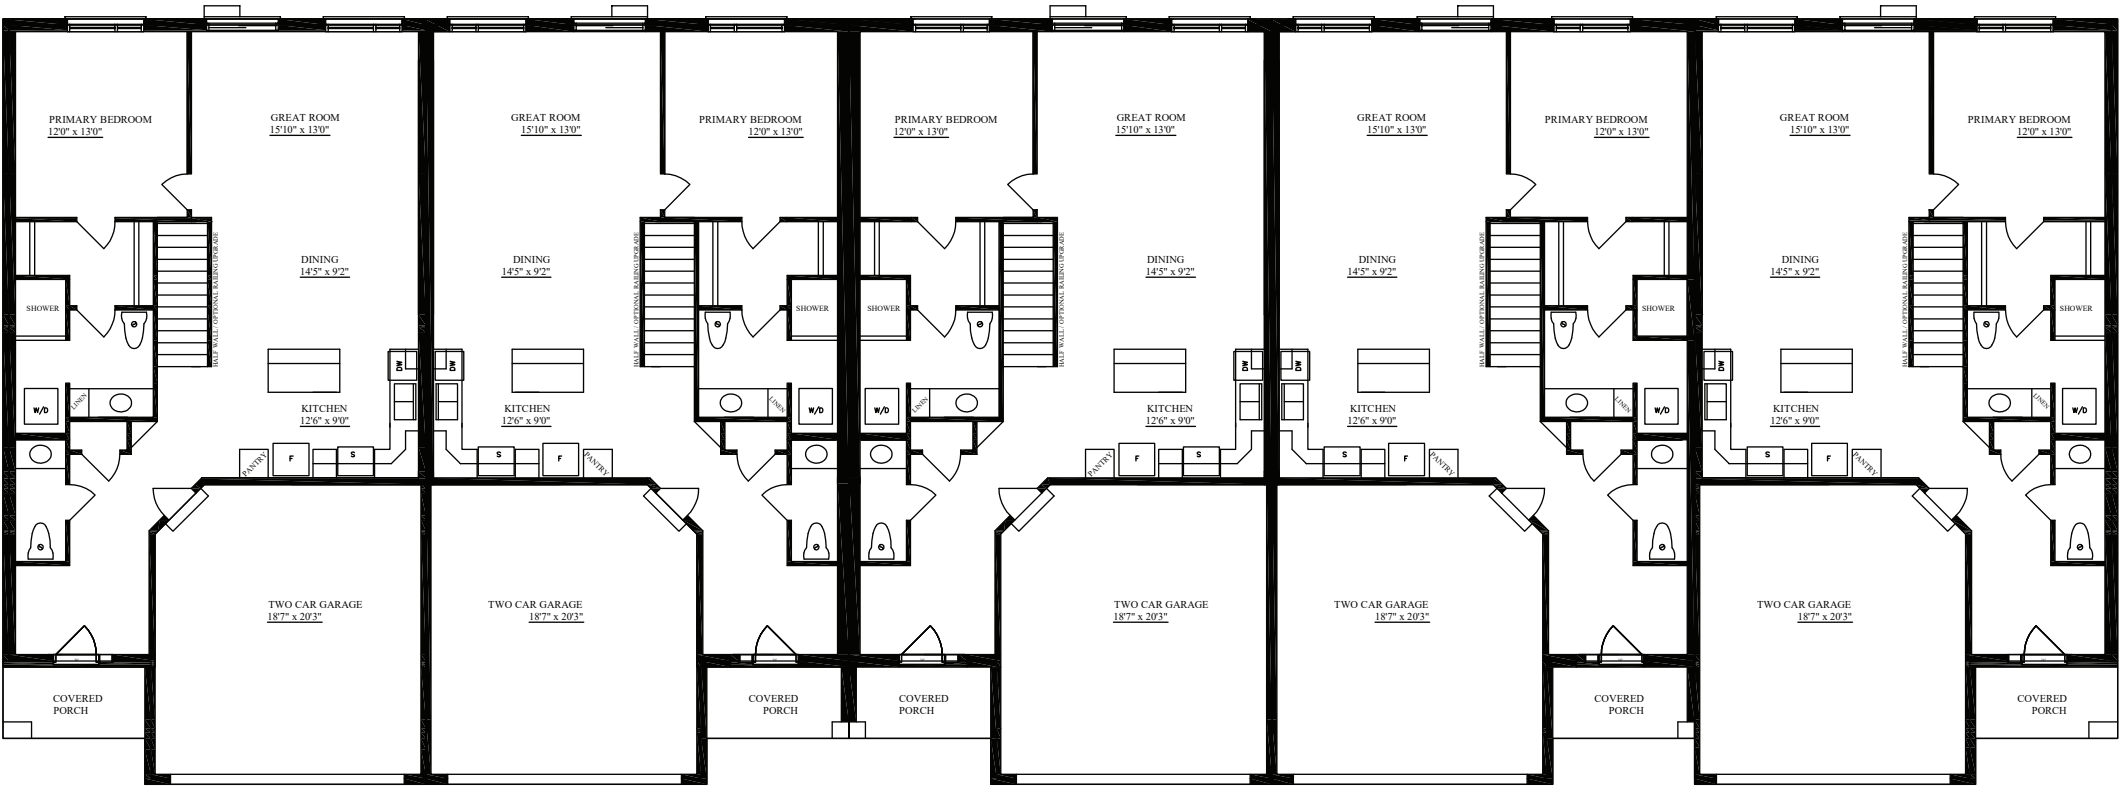 PRIMARY BEDROOM
12'0" x 13'0"
GREAT ROOM
15'10" x 13'0"
DINING
14'5" x 9'2"
HALF WALL / OPTIONAL RAILING UPGRADE
SHOWER
DW
W/D
LINEN
KITCHEN
12'6" x 9'0"
PANTRY
F
S
TWO CAR GARAGE
18'7" x 20'3"
COVERED
PORCH
GREAT ROOM
15'10" x 13'0"
PRIMARY BEDROOM
12'0" x 13'0"
DINING
14'5" x 9'2"
HALF WALL / OPTIONAL RAILING UPGRADE
SHOWER
DW
KITCHEN
12'6" x 9'0"
LINEN
W/D
S
F
PANTRY
TWO CAR GARAGE
18'7" x 20'3"
COVERED
PORCH
PRIMARY BEDROOM
12'0" x 13'0"
GREAT ROOM
15'10" x 13'0"
DINING
14'5" x 9'2"
HALF WALL / OPTIONAL RAILING UPGRADE
SHOWER
DW
W/D
LINEN
KITCHEN
12'6" x 9'0"
PANTRY
F
S
TWO CAR GARAGE
18'7" x 20'3"
COVERED
PORCH
GREAT ROOM
15'10" x 13'0"
PRIMARY BEDROOM
12'0" x 13'0"
DINING
14'5" x 9'2"
HALF WALL / OPTIONAL RAILING UPGRADE
SHOWER
DW
KITCHEN
12'6" x 9'0"
LINEN
W/D
S
F
PANTRY
TWO CAR GARAGE
18'7" x 20'3"
COVERED
PORCH
GREAT ROOM
15'10" x 13'0"
PRIMARY BEDROOM
12'0" x 13'0"
DINING
14'5" x 9'2"
HALF WALL / OPTIONAL RAILING UPGRADE
SHOWER
DW
KITCHEN
12'6" x 9'0"
LINEN
W/D
S
F
PANTRY
TWO CAR GARAGE
18'7" x 20'3"
COVERED
PORCH